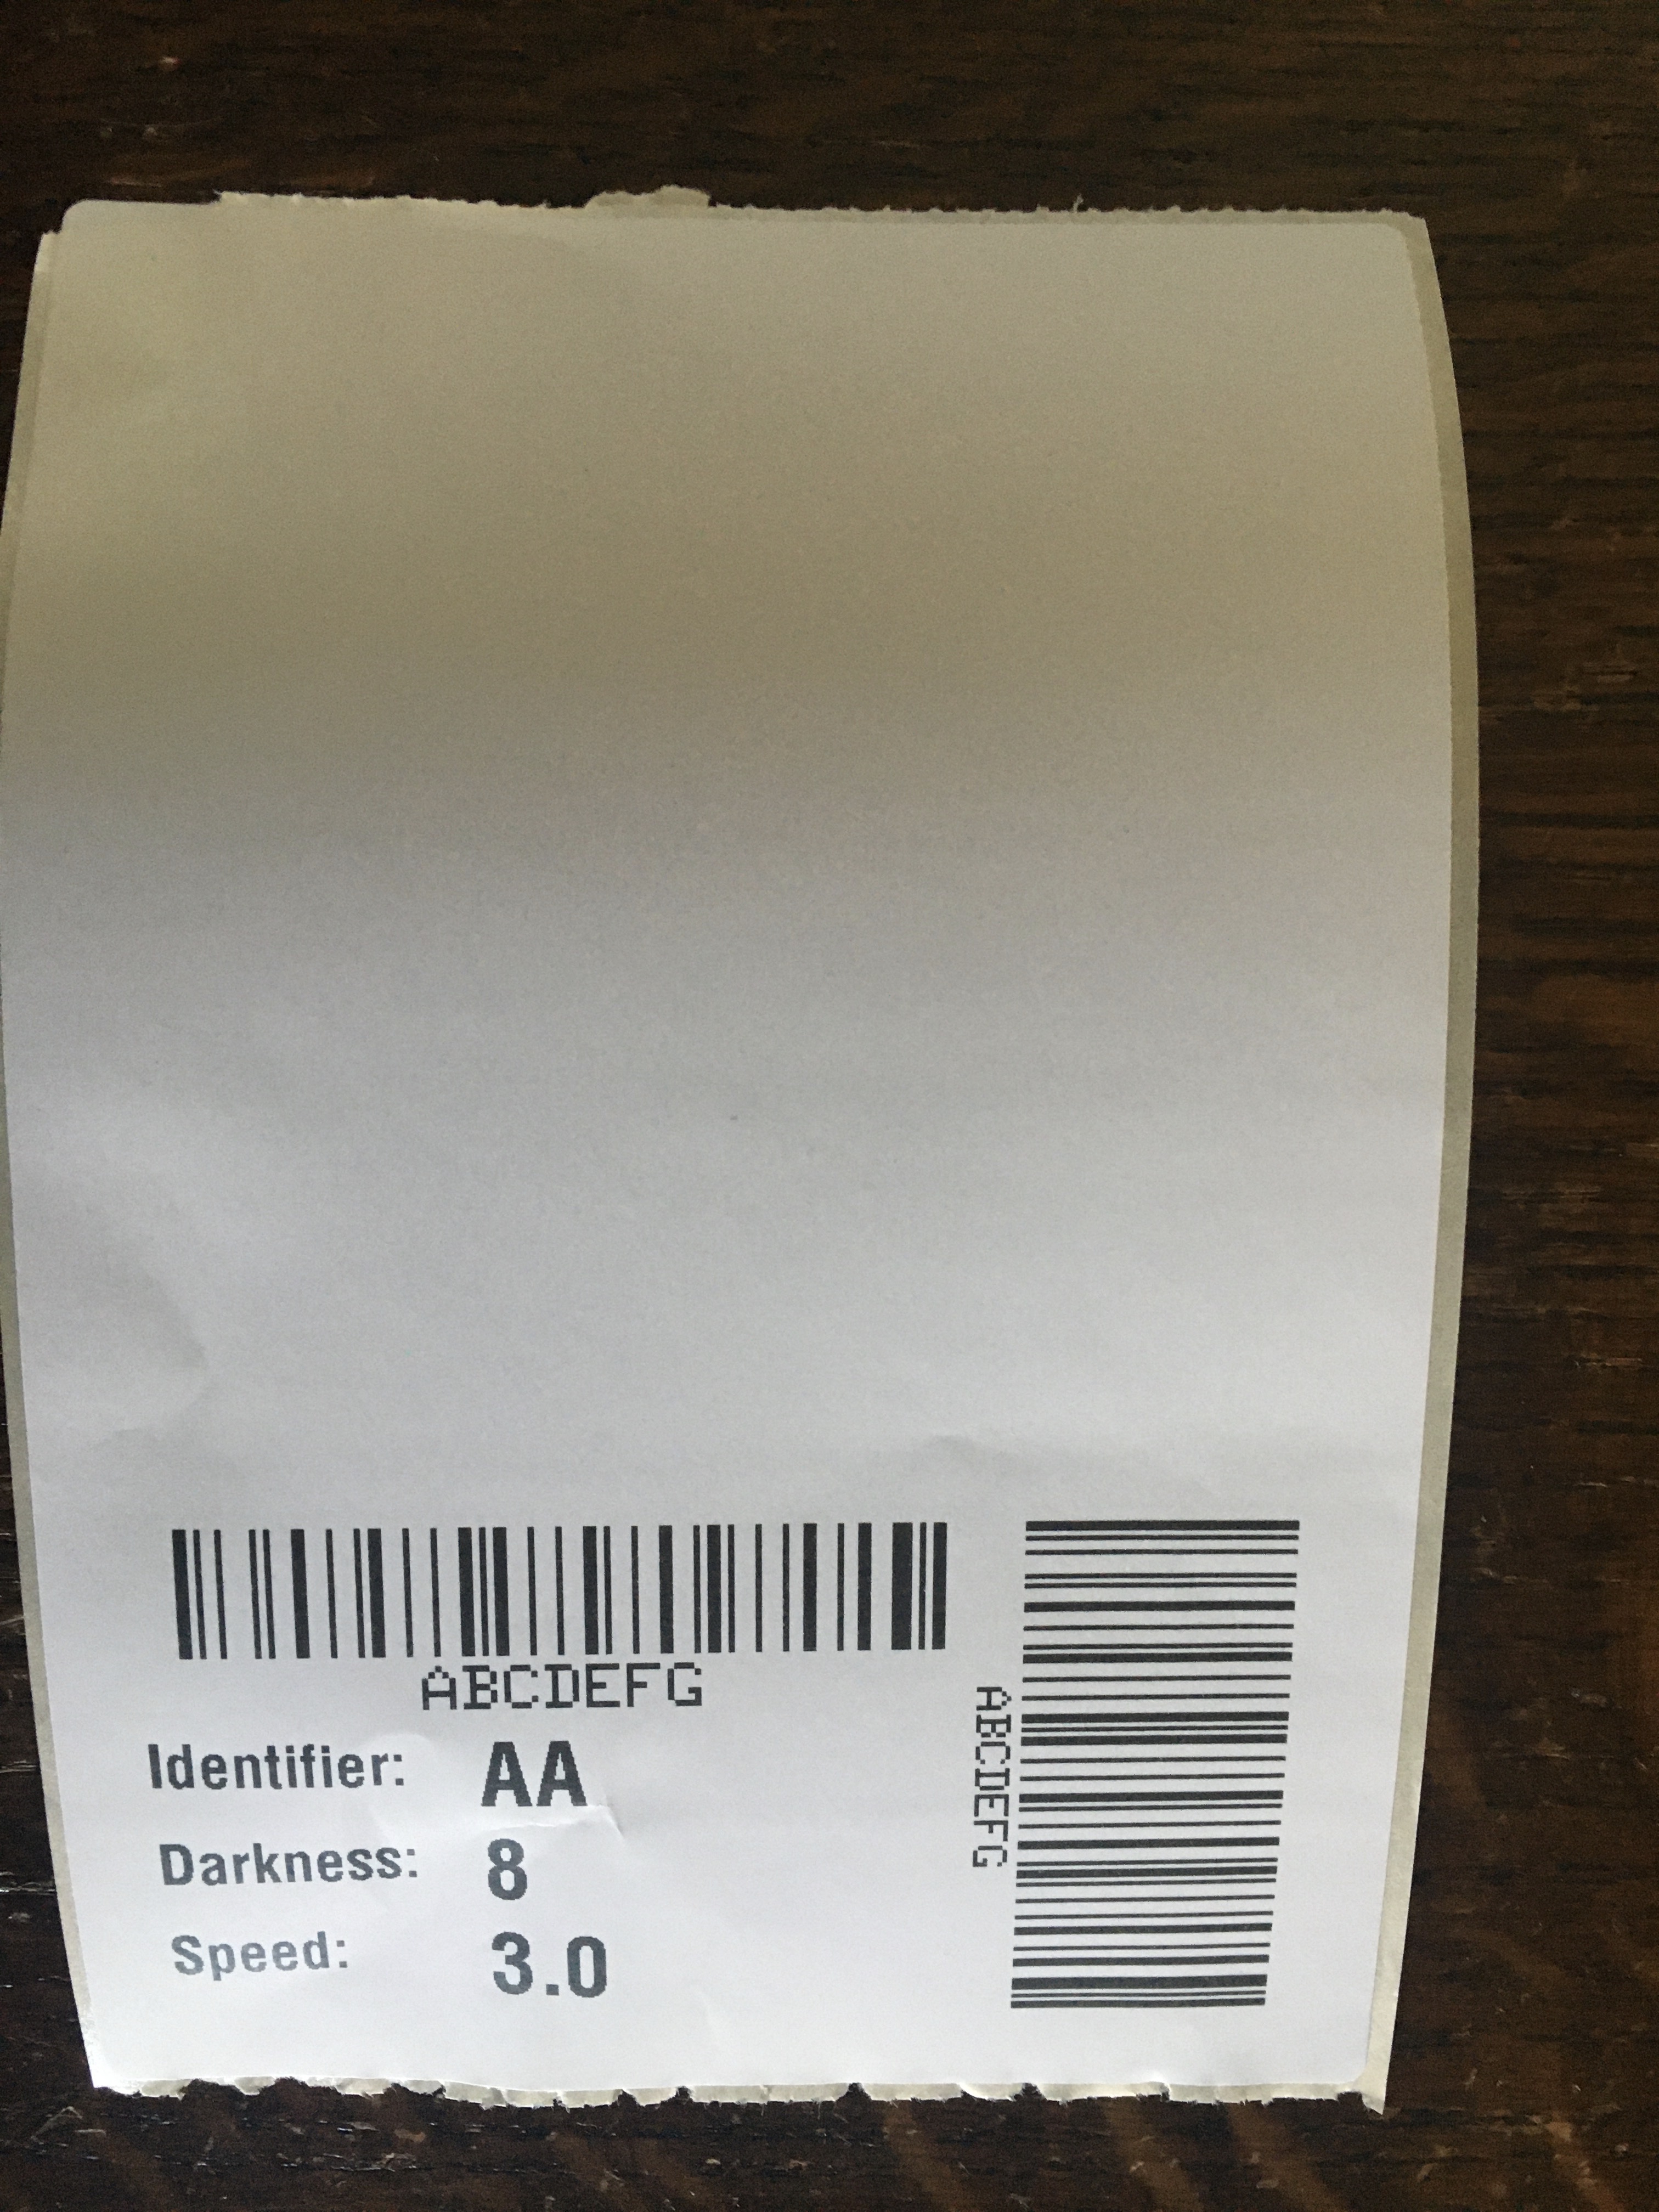 ABCDEFG
ABCDEFG
Identifier: AA
Darkness: 8
Speed: 3.0